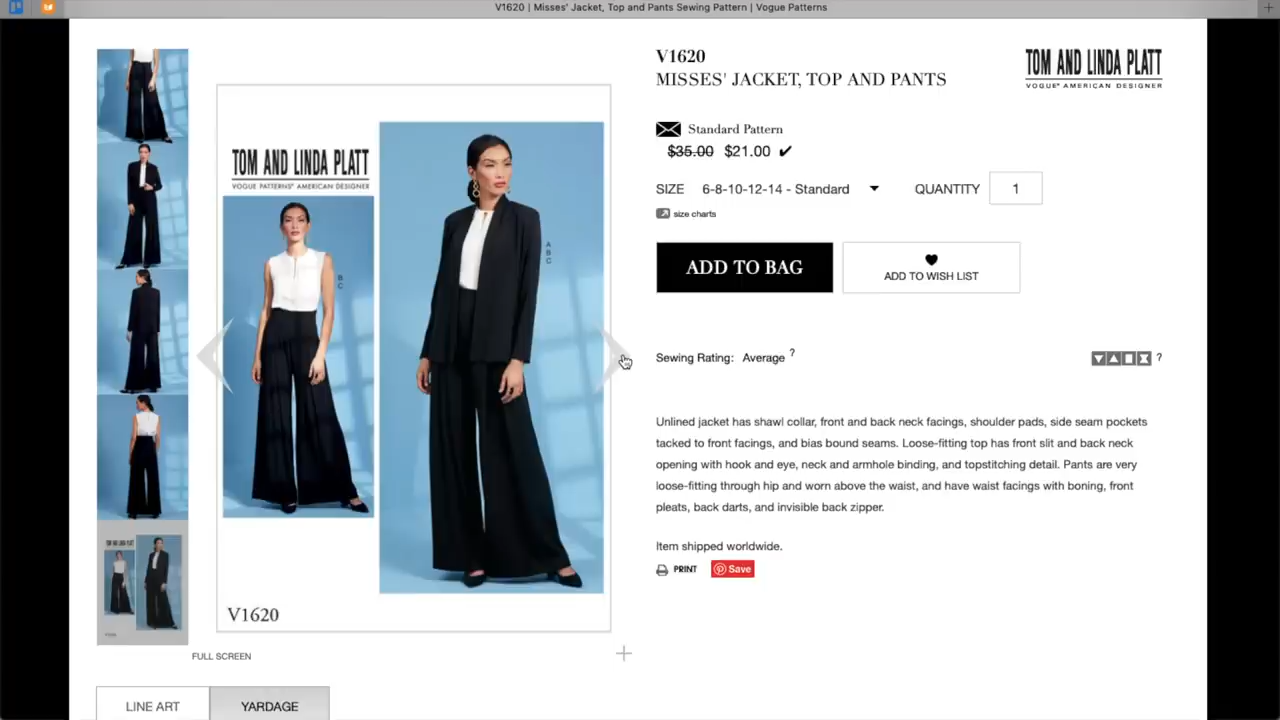 V1620 | Misses' Jacket, Top and Pants Sewing Pattern | Vogue Patterns
TOM AND LINDA PLATT
VOGUE PATTERNS® AMERICAN DESIGNER
B
C
A
B
C
V1620
FULL SCREEN
LINE ART
YARDAGE
V1620
MISSES' JACKET, TOP AND PANTS
TOM AND LINDA PLATT
VOGUE® AMERICAN DESIGNER
Standard Pattern
$35.00 $21.00 ✔
SIZE 6-8-10-12-14 - Standard QUANTITY 1
size charts
ADD TO BAG
ADD TO WISH LIST
Sewing Rating: Average ?
?
Unlined jacket has shawl collar, front and back neck facings, shoulder pads, side seam pockets
tacked to front facings, and bias bound seams. Loose-fitting top has front slit and back neck
opening with hook and eye, neck and armhole binding, and topstitching detail. Pants are very
loose-fitting through hip and worn above the waist, and have waist facings with boning, front
pleats, back darts, and invisible back zipper.
Item shipped worldwide.
PRINT
Save